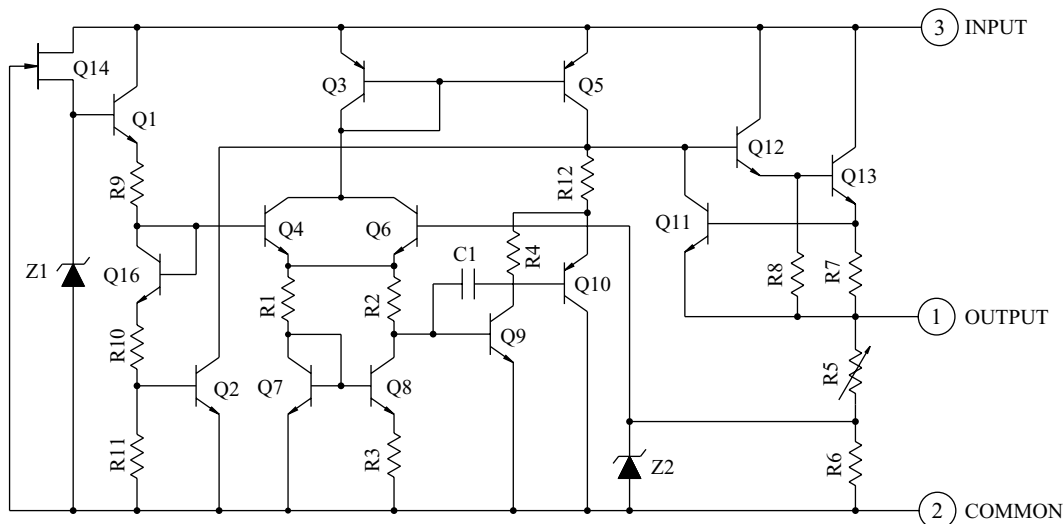 3 INPUT
Q14
Q3
Q5
Q1
Q12
R9
R12
Q13
Q11
Q4
Q6
R4
Z1
Q16
C1
Q10
R8
R7
R1
R2
1 OUTPUT
R10
Q9
R5
Q2
Q7
Q8
R11
R3
Z2
R6
2 COMMON